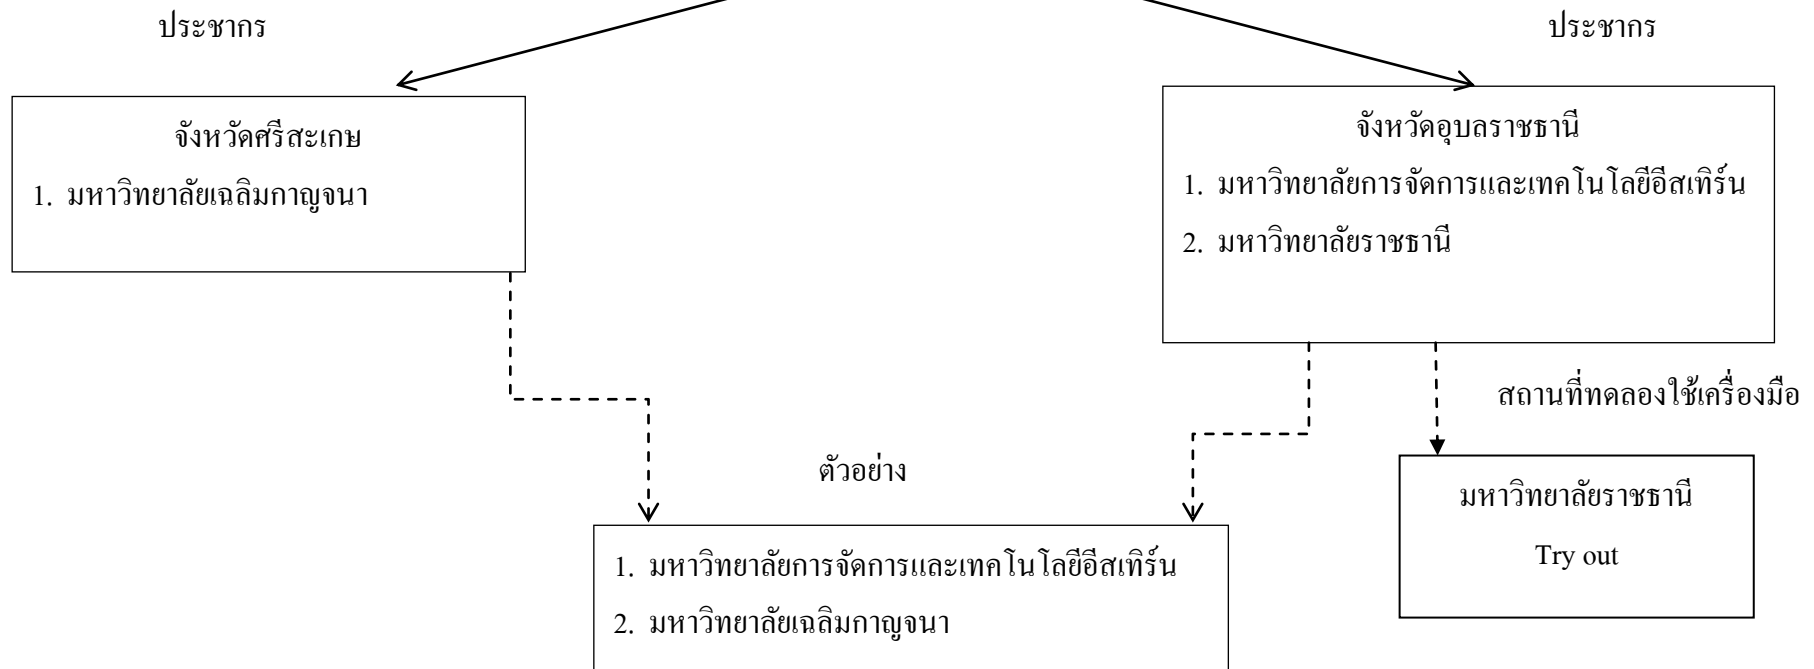 ประชากร
ประชากร
จังหวัดศรีสะเกษ
1. มหาวิทยาลัยเฉลิมกาญจนา
จังหวัดอุบลราชธานี
1. มหาวิทยาลัยการจัดการและเทคโนโลยีอีสเทิร์น
2. มหาวิทยาลัยราชธานี
สถานที่ทดลองใช้เครื่องมือ
ตัวอย่าง
มหาวิทยาลัยราชธานี
Try out
1. มหาวิทยาลัยการจัดการและเทคโนโลยีอีสเทิร์น
2. มหาวิทยาลัยเฉลิมกาญจนา